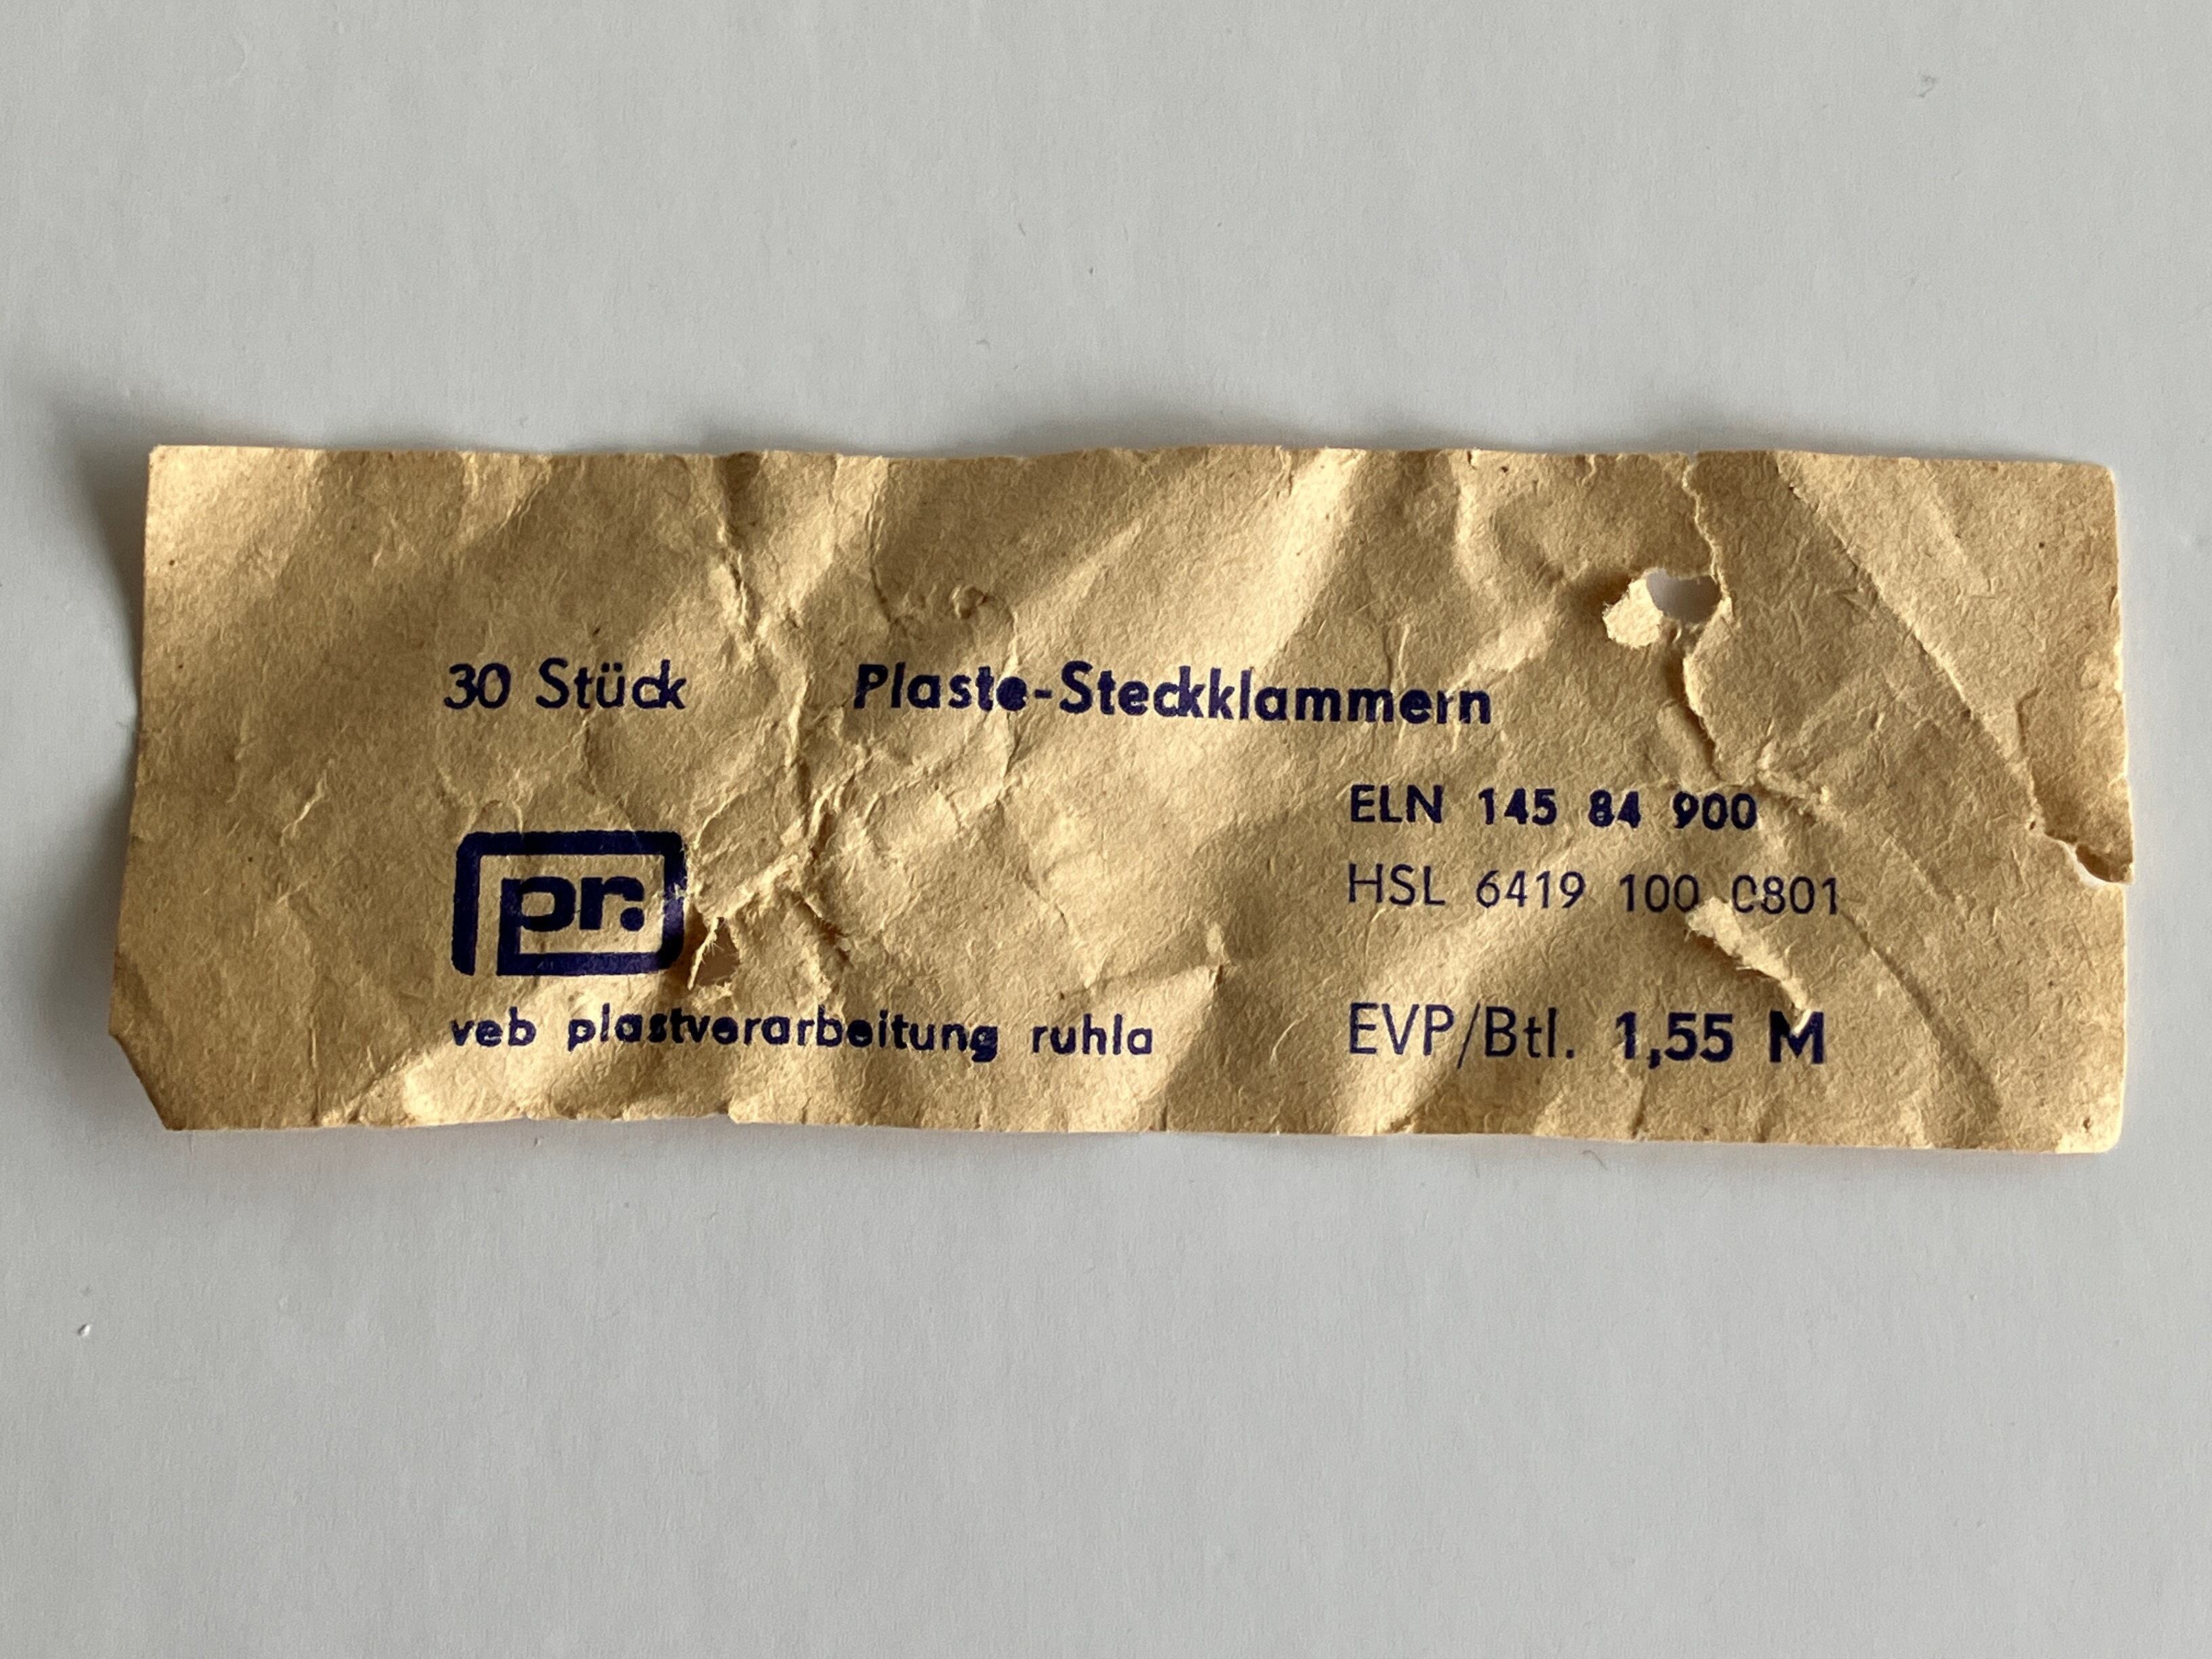 30 Stück Plaste-Steckklammern
ELN 145 84 900
HSL 6419 100 0801
pr.
veb plastverarbeitung ruhla
EVP/Btl. 1,55 M